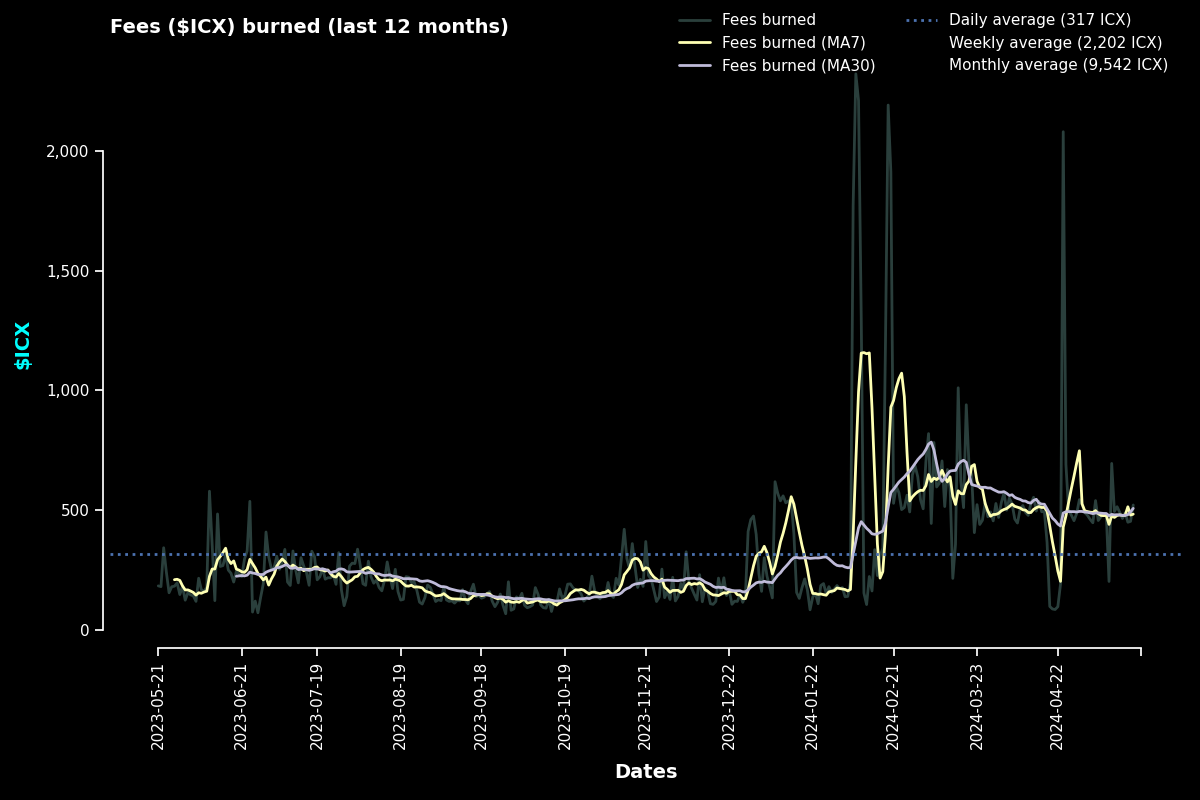 Fees ($ICX) burned (last 12 months)
Fees burned
Fees burned (MA7)
Fees burned (MA30)
Daily average (317 ICX)
Weekly average (2,202 ICX)
Monthly average (9,542 ICX)
2,000
1,500
1,000
500
0
$ICX
2023-05-21
2023-06-21
2023-07-19
2023-08-19
2023-09-18
2023-10-19
2023-11-21
2023-12-22
2024-01-22
2024-02-21
2024-03-23
2024-04-22
Dates